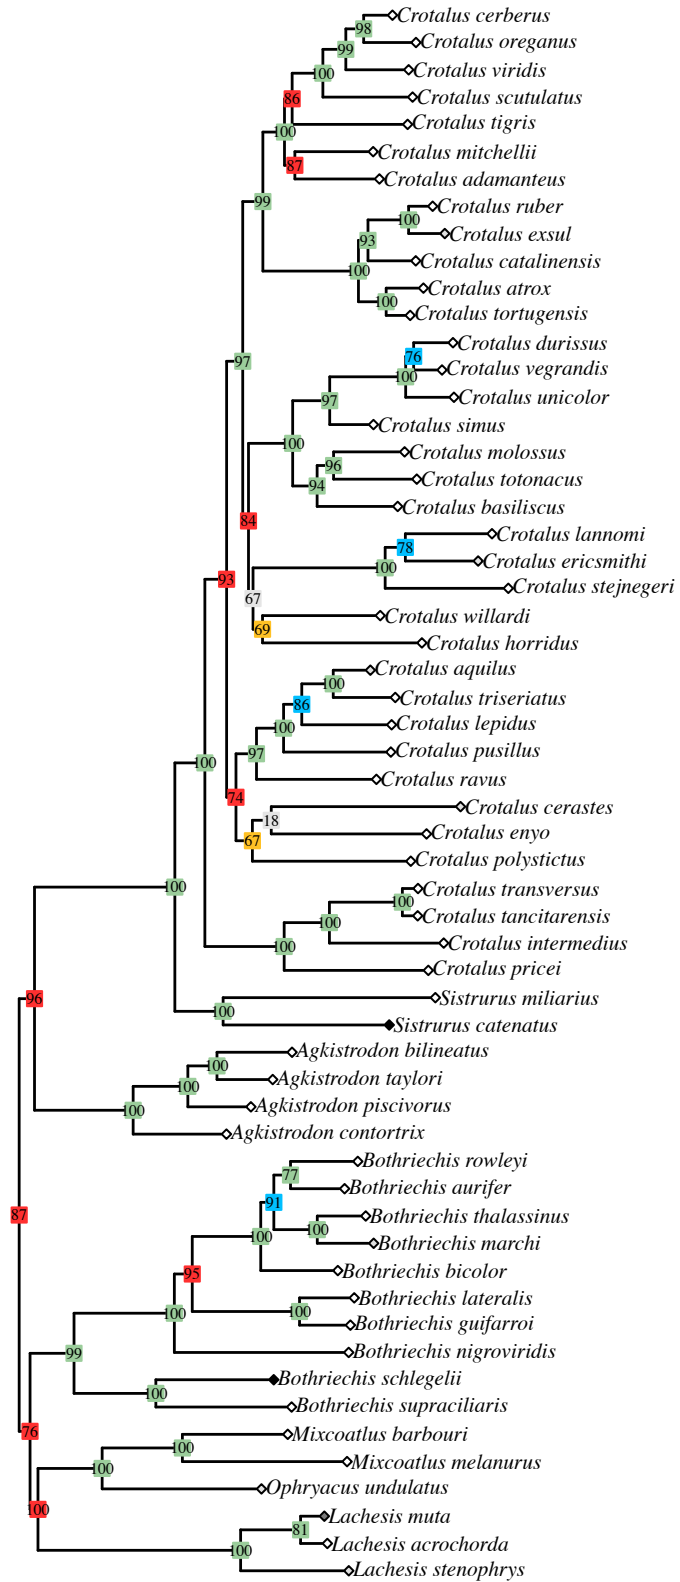 Crotalus cerberus
98
Crotalus oreganus
99
Crotalus viridis
100
Crotalus scutulatus
86
Crotalus tigris
100
Crotalus mitchellii
87
Crotalus adamanteus
99
Crotalus ruber
100
Crotalus exsul
93
Crotalus catalinensis
100
Crotalus atrox
100
Crotalus tortugensis
Crotalus durissus
76
97
Crotalus vegrandis
100
Crotalus unicolor
97
Crotalus simus
100
Crotalus molossus
96
Crotalus totonacus
94
Crotalus basiliscus
84
Crotalus lannomi
78
Crotalus ericsmithi
100
93
Crotalus stejnegeri
67
Crotalus willardi
69
Crotalus horridus
Crotalus aquilus
100
Crotalus triseriatus
86
Crotalus lepidus
100
Crotalus pusillus
97
100
Crotalus ravus
74
Crotalus cerastes
18
Crotalus enyo
67
Crotalus polystictus
100
Crotalus transversus
100
Crotalus tancitarensis
100
Crotalus intermedius
100
Crotalus pricei
96
Sistrurus miliarius
100
Sistrurus catenatus
Agkistrodon bilineatus
100
Agkistrodon taylori
100
Agkistrodon piscivorus
100
Agkistrodon contortrix
Bothriechis rowleyi
77
Bothriechis aurifer
91
87
Bothriechis thalassinus
100
100
Bothriechis marchi
Bothriechis bicolor
95
Bothriechis lateralis
100
100
Bothriechis guifarroi
99
Bothriechis nigroviridis
Bothriechis schlegelii
100
Bothriechis supraciliaris
76
Mixcoatlus barbouri
100
Mixcoatlus melanurus
100
Ophryacus undulatus
100
Lachesis muta
81
Lachesis acrochorda
100
Lachesis stenophrys